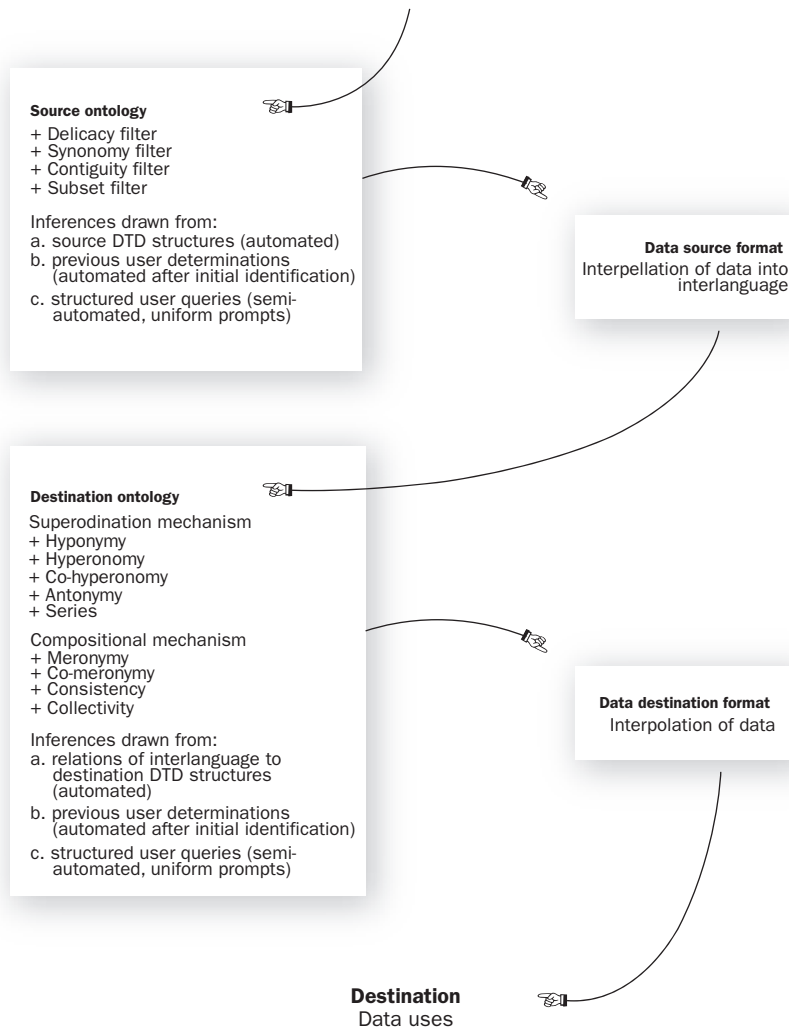 Source ontology
+ Delicacy filter
+ Synonomy filter
+ Contiguity filter
+ Subset filter
Inferences drawn from:
a. source DTD structures (automated)
b. previous user determinations
(automated after initial identification)
c. structured user queries (semi-
automated, uniform prompts)
Data source format
Interpellation of data into
interlanguage
Destination ontology
Superodination mechanism
+ Hyponymy
+ Hyperonomy
+ Co-hyperonomy
+ Antonymy
+ Series
Compositional mechanism
+ Meronymy
+ Co-meronymy
+ Consistency
+ Collectivity
Inferences drawn from:
a. relations of interlanguage to
destination DTD structures
(automated)
b. previous user determinations
(automated after initial identification)
c. structured user queries (semi-
automated, uniform prompts)
Data destination format
Interpolation of data
Destination
Data uses